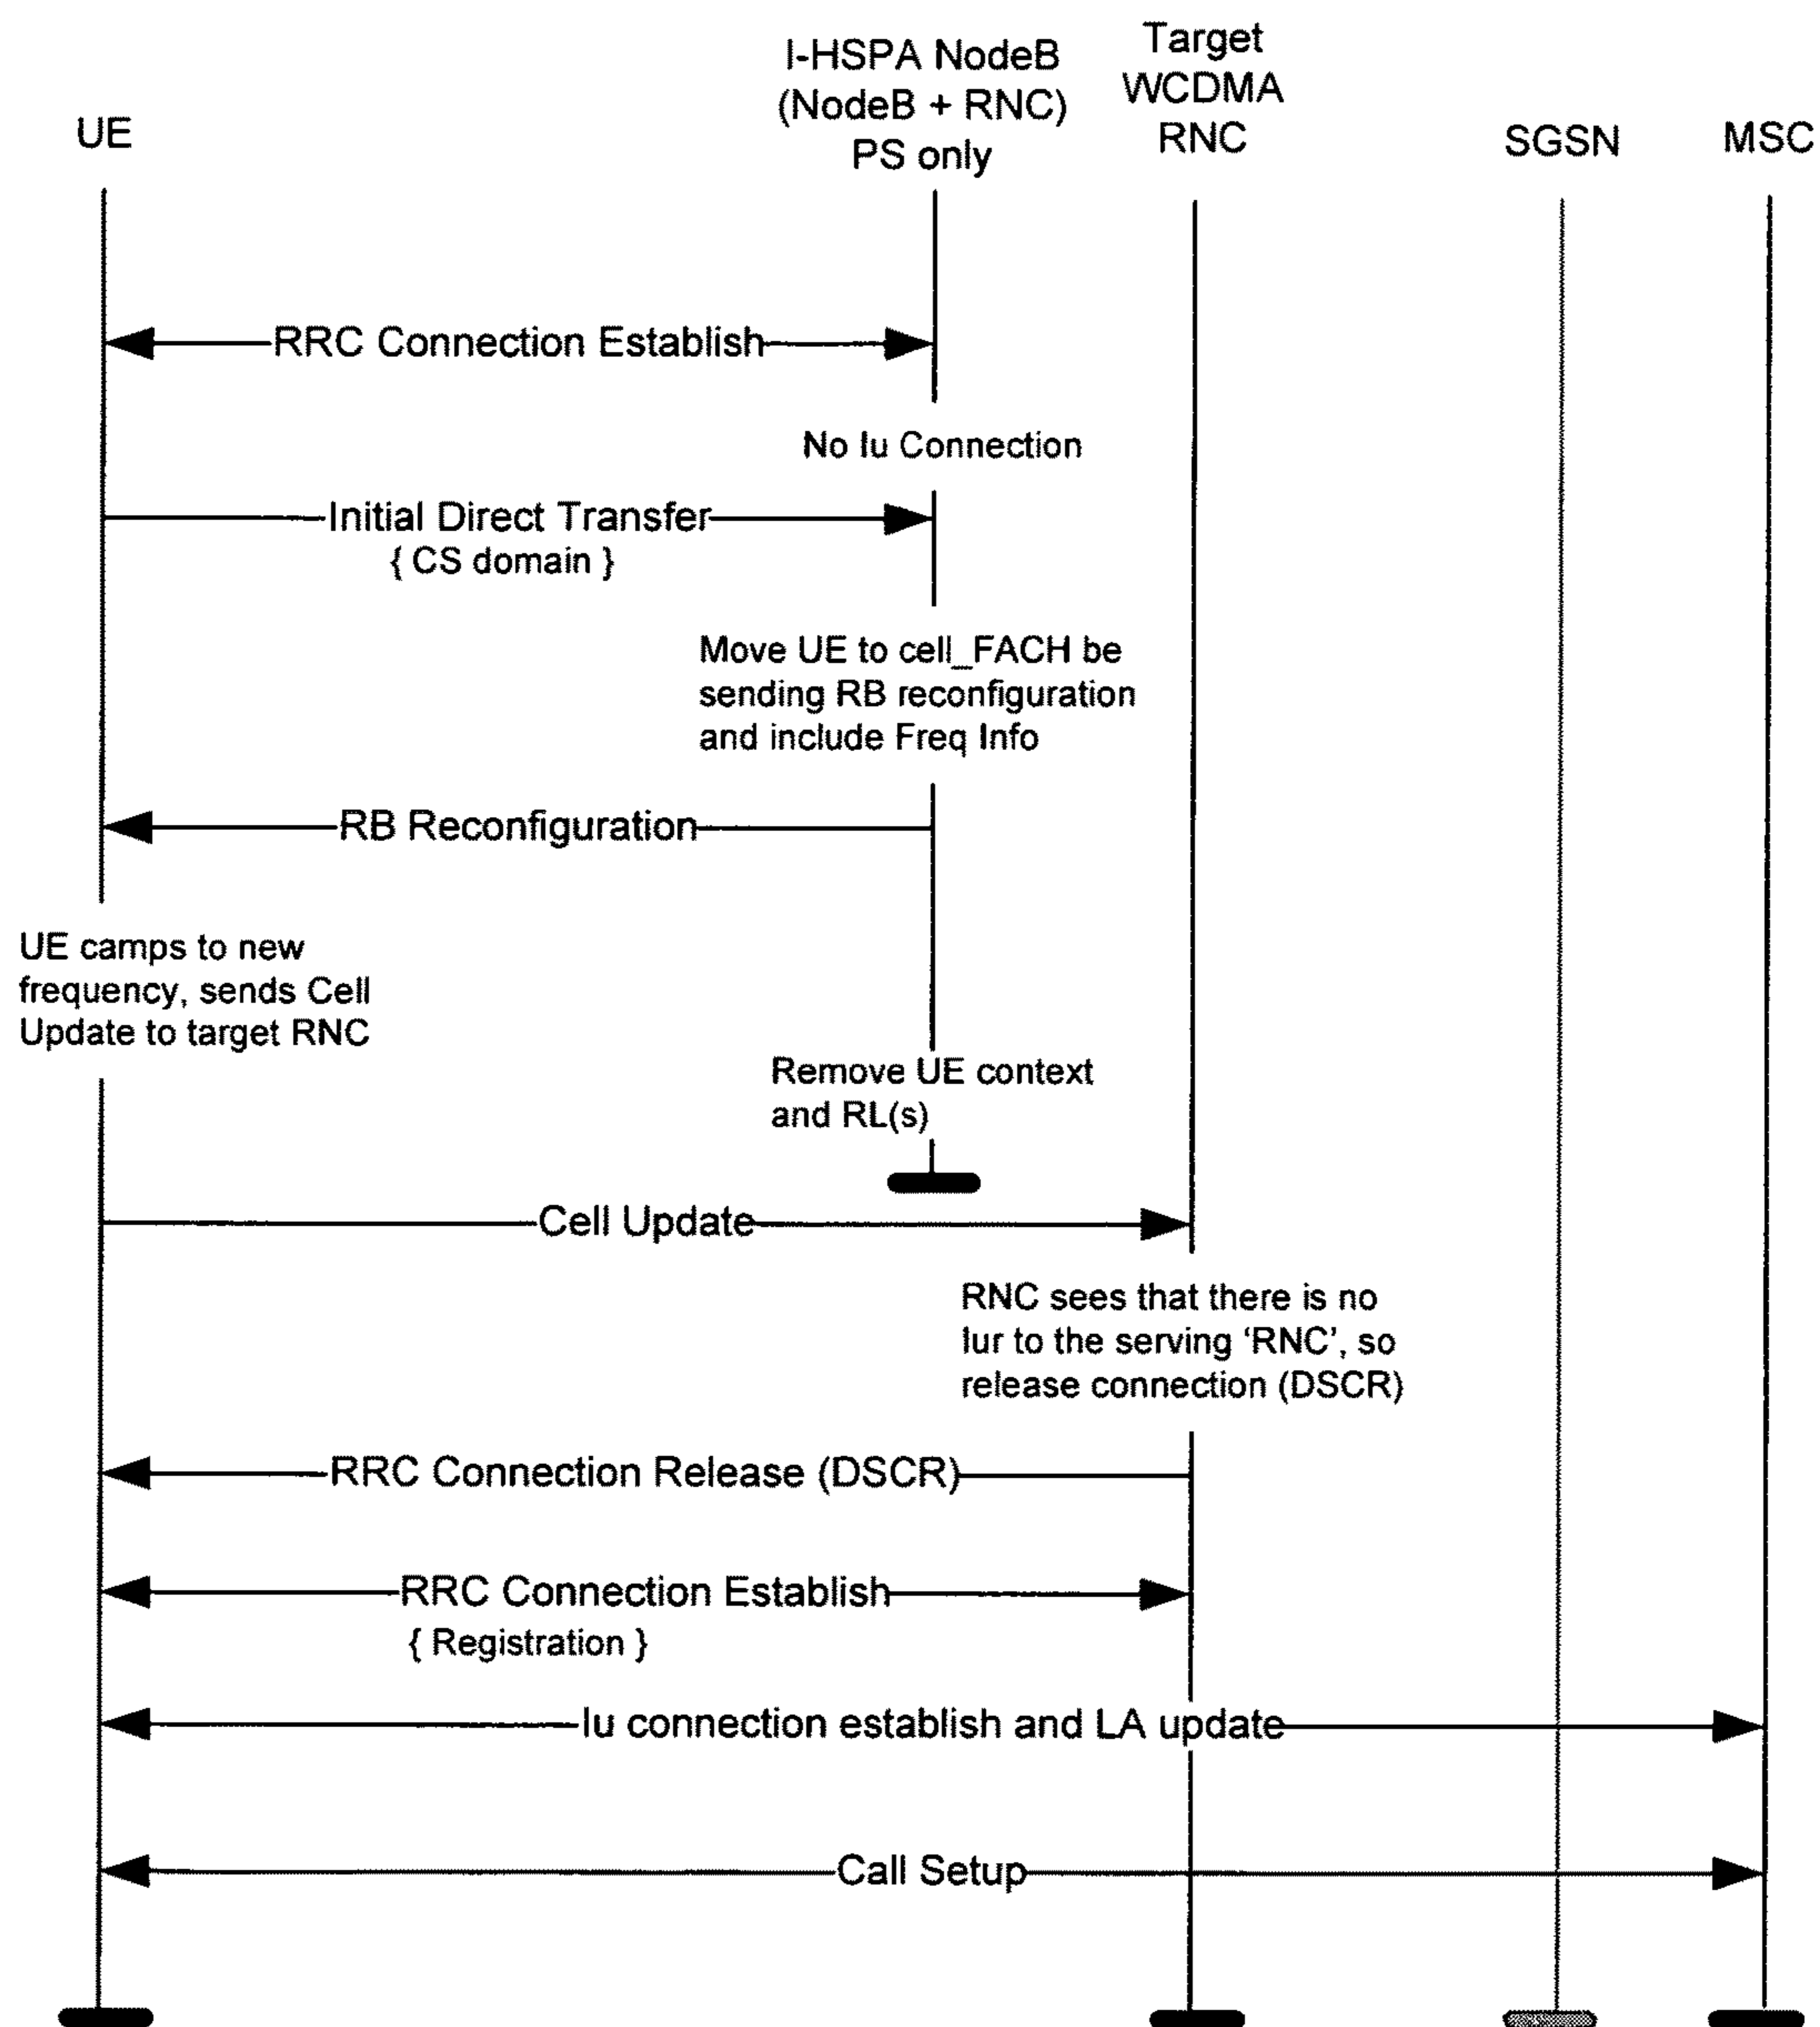 I-HSPA NodeB
(NodeB + RNC)
PS only
Target
WCDMA
RNC
UE
SGSN
MSC
RRC Connection Establish
No Iu Connection
Initial Direct Transfer
{ CS domain }
Move UE to cell_FACH be
sending RB reconfiguration
and include Freq Info
RB Reconfiguration
UE camps to new
frequency, sends Cell
Update to target RNC
Remove UE context
and RL(s)
Cell Update
RNC sees that there is no
Iur to the serving ‘RNC’, so
release connection (DSCR)
RRC Connection Release (DSCR)
RRC Connection Establish
{ Registration }
Iu connection establish and LA update
Call Setup